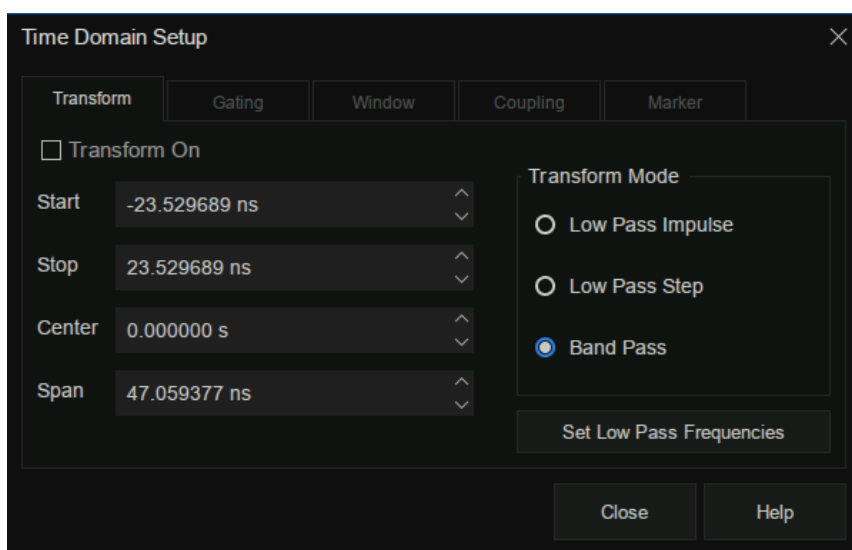 Time Domain Setup
Transform Gating Window Coupling Marker
Transform On
Start -23.529689 ns
Stop 23.529689 ns
Center 0.000000 s
Span 47.059377 ns
Transform Mode
Low Pass Impulse
Low Pass Step
Band Pass
Set Low Pass Frequencies
Close Help